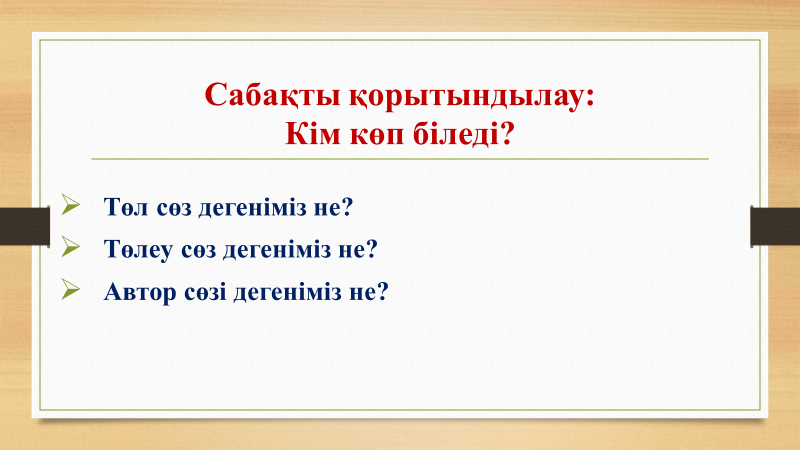 Сабақты қорытындылау:
Кім көп біледі?
Төл сөз дегеніміз не?
Төлеу сөз дегеніміз не?
Автор сөзі дегеніміз не?